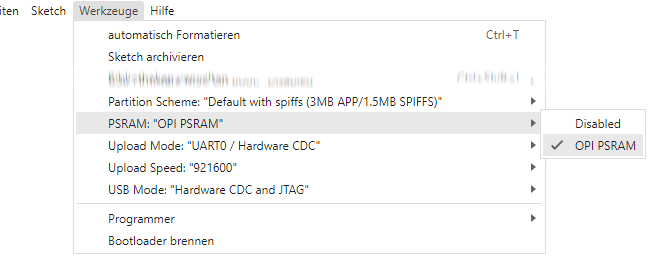 iten Sketch Werkzeuge Hilfe
automatisch Formatieren Ctrl+T
Sketch archivieren
Partition Scheme: "Default with spiffs (3MB APP/1.5MB SPIFFS)"
PSRAM: "OPI PSRAM"
Disabled
Upload Mode: "UART0 / Hardware CDC"
OPI PSRAM
Upload Speed: "921600"
USB Mode: "Hardware CDC and JTAG"
Programmer
Bootloader brennen